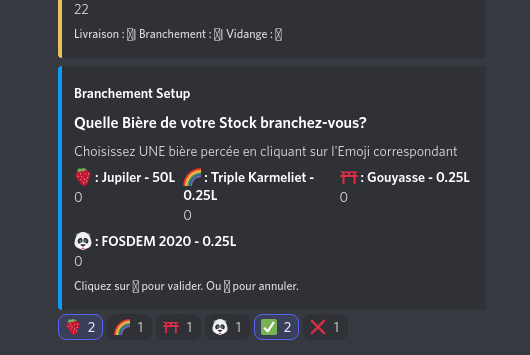 22
Livraison : | Branchement : | Vidange :
Branchement Setup
Quelle Bière de votre Stock branchez-vous?
Choisissez UNE bière percée en cliquant sur l'Emoji correspondant
🍓 : Jupiler - 50L 🌈 : Triple Karmeliet - 0.25L ⛩️ : Gouyasse - 0.25L
0 0 0
🐼 : FOSDEM 2020 - 0.25L
0
Cliquez sur pour valider. Ou pour annuler.
🍓 2 🌈 1 ⛩️ 1 🐼 1 ✅ 2 ❌ 1